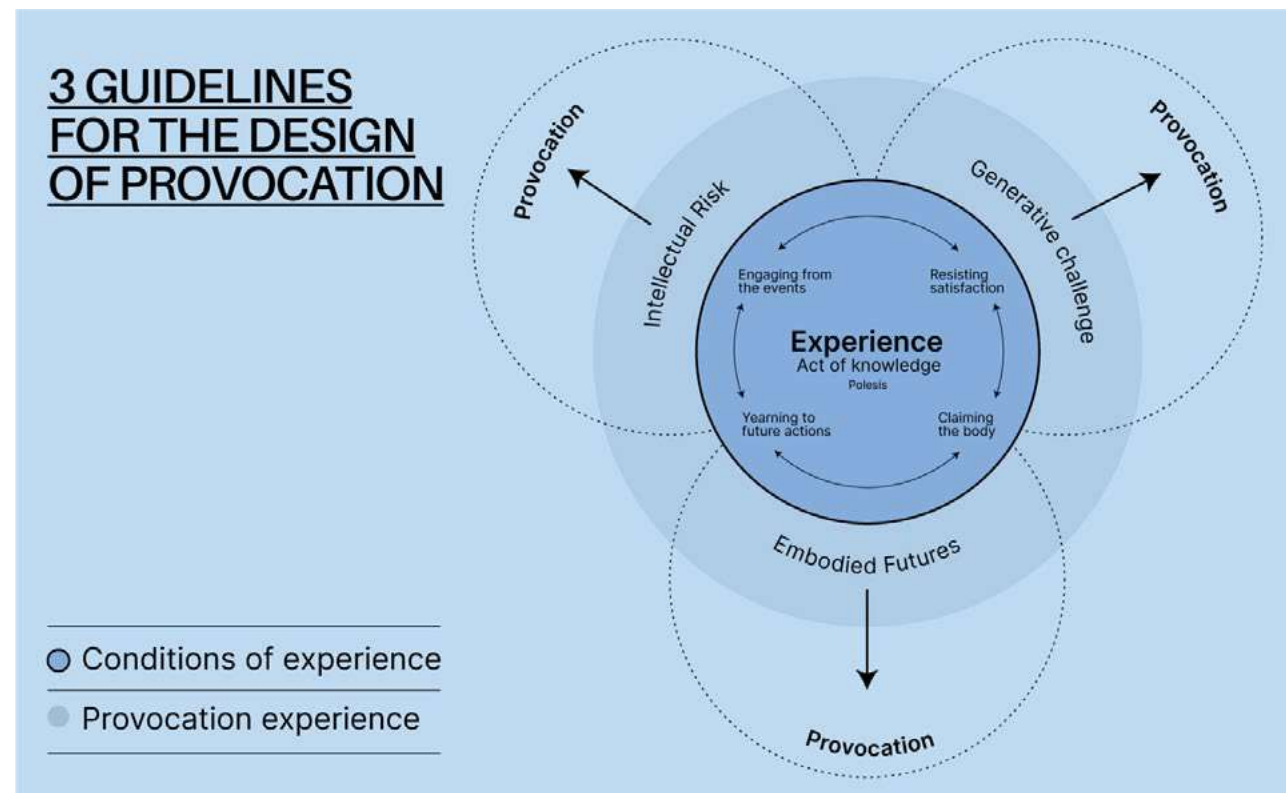 3 GUIDELINES
FOR THE DESIGN
OF PROVOCATION
Provocation
Provocation
Intellectual Risk
Generative challenge
Engaging from
the events
Resisting
satisfaction
Experience
Act of knowledge
Polesis
Yearning to
future actions
Claiming
the body
Embodied Futures
Provocation
Conditions of experience
Provocation experience